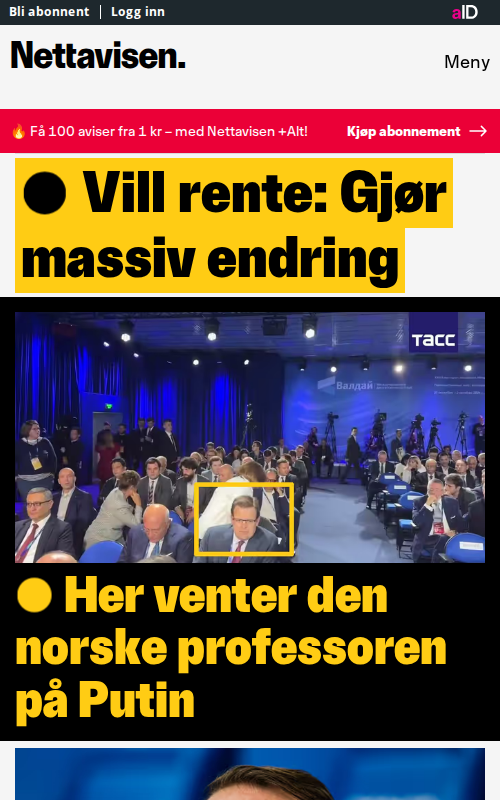 Bli abonnent | Logg inn
aID
Nettavisen.
Meny
🔥 Få 100 aviser fra 1 kr – med Nettavisen +Alt!
Kjøp abonnement →
Vill rente: Gjør
massiv endring
ТАСС
Валдай
Her venter den
norske professoren
på Putin